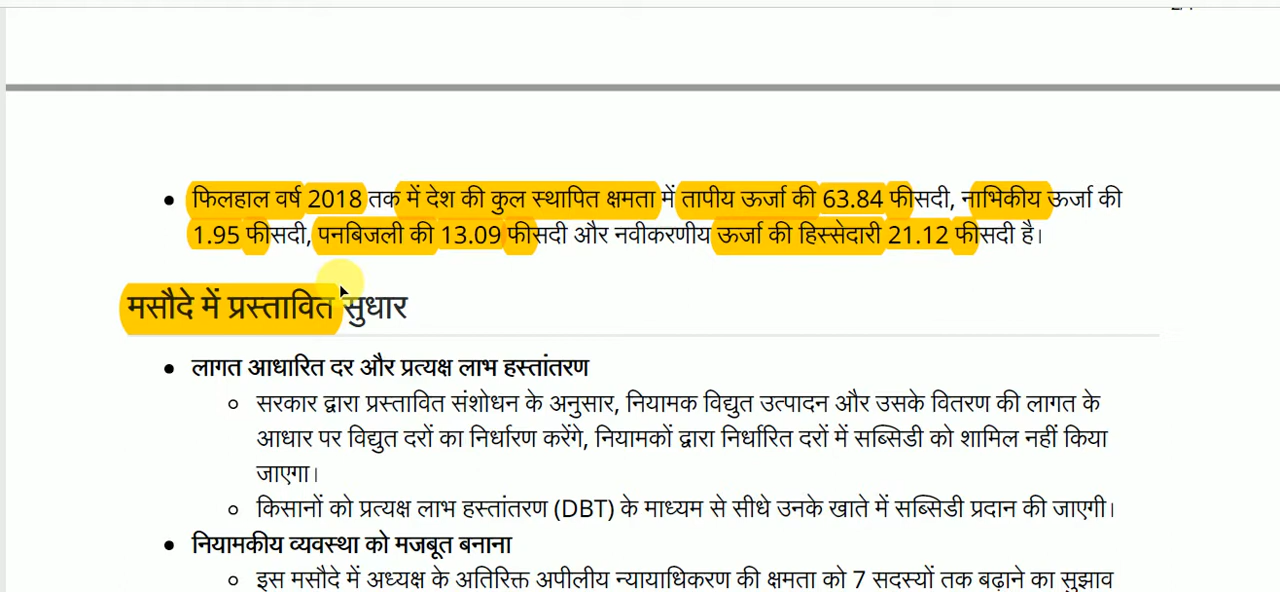 फिलहाल वर्ष 2018 तक में देश की कुल स्थापित क्षमता में तापीय ऊर्जा की 63.84 फीसदी, नाभिकीय ऊर्जा की
1.95 फीसदी, पनबिजली की 13.09 फीसदी और नवीकरणीय ऊर्जा की हिस्सेदारी 21.12 फीसदी है।
मसौदे में प्रस्तावित सुधार
लागत आधारित दर और प्रत्यक्ष लाभ हस्तांतरण
सरकार द्वारा प्रस्तावित संशोधन के अनुसार, नियामक विद्युत उत्पादन और उसके वितरण की लागत के
आधार पर विद्युत दरों का निर्धारण करेंगे, नियामकों द्वारा निर्धारित दरों में सब्सिडी को शामिल नहीं किया
जाएगा।
किसानों को प्रत्यक्ष लाभ हस्तांतरण (DBT) के माध्यम से सीधे उनके खाते में सब्सिडी प्रदान की जाएगी।
नियामकीय व्यवस्था को मजबूत बनाना
इस मसौदे में अध्यक्ष के अतिरिक्त अपीलीय न्यायाधिकरण की क्षमता को 7 सदस्यों तक बढ़ाने का सुझाव